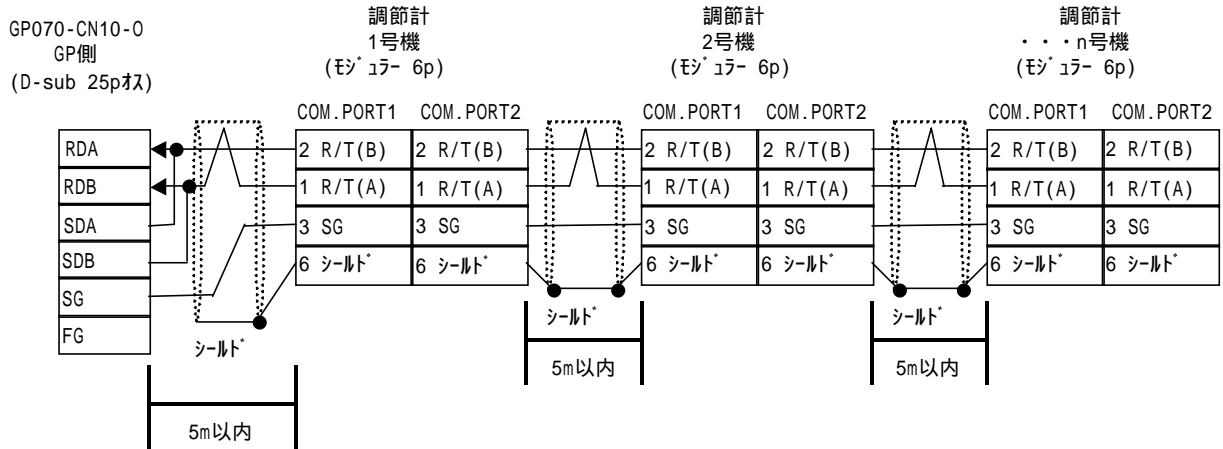 GP070-CN10-0
GP側
(D-sub 25pｵｽ)
調節計
1号機
(ﾓｼﾞｭﾗｰ 6p)
調節計
2号機
(ﾓｼﾞｭﾗｰ 6p)
調節計
・・・n号機
(ﾓｼﾞｭﾗｰ 6p)
COM.PORT1 COM.PORT2 COM.PORT1 COM.PORT2 COM.PORT1 COM.PORT2
RDA 2 R/T(B) 2 R/T(B) 2 R/T(B) 2 R/T(B) 2 R/T(B) 2 R/T(B)
RDB 1 R/T(A) 1 R/T(A) 1 R/T(A) 1 R/T(A) 1 R/T(A) 1 R/T(A)
SDA 3 SG 3 SG 3 SG 3 SG 3 SG 3 SG
SDB 6 ｼｰﾙﾄﾞ 6 ｼｰﾙﾄﾞ 6 ｼｰﾙﾄﾞ 6 ｼｰﾙﾄﾞ 6 ｼｰﾙﾄﾞ 6 ｼｰﾙﾄﾞ
SG
FG
ｼｰﾙﾄﾞ ｼｰﾙﾄﾞ ｼｰﾙﾄﾞ
5m以内 5m以内
5m以内